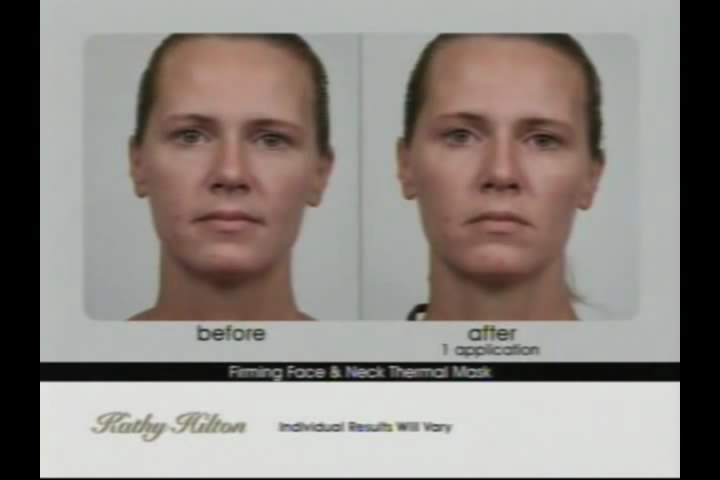 before
after
1 application
Firming Face & Neck Thermal Mask
Kathy Hilton
Individual Results Will Vary